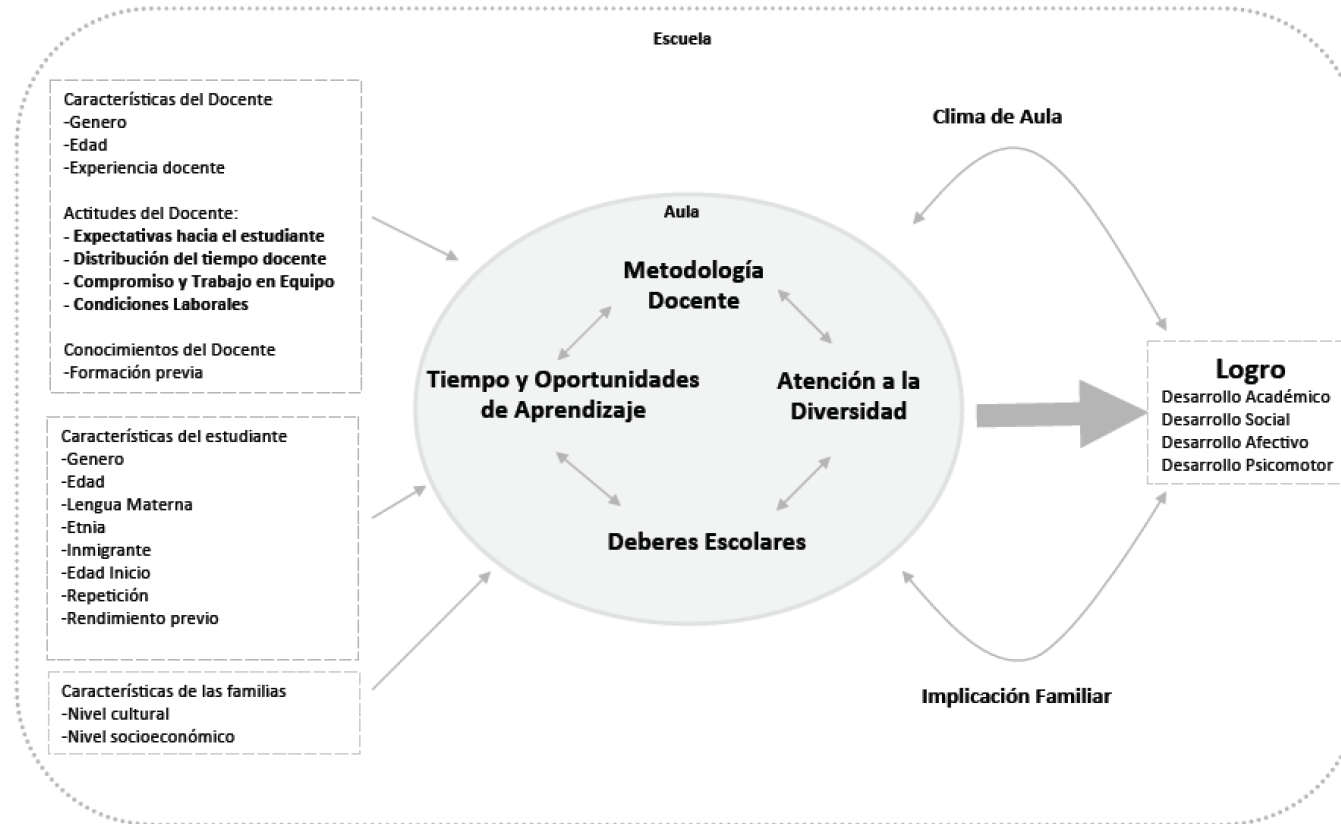 Escuela
Características del Docente
-Genero
-Edad
-Experiencia docente
Actitudes del Docente:
- Expectativas hacia el estudiante
- Distribución del tiempo docente
- Compromiso y Trabajo en Equipo
- Condiciones Laborales
Conocimientos del Docente
-Formación previa
Características del estudiante
-Genero
-Edad
-Lengua Materna
-Etnia
-Inmigrante
-Edad Inicio
-Repetición
-Rendimiento previo
Características de las familias
-Nivel cultural
-Nivel socioeconómico
Aula
Metodología
Docente
Tiempo y Oportunidades
de Aprendizaje
Atención a la
Diversidad
Deberes Escolares
Clima de Aula
Logro
Desarrollo Académico
Desarrollo Social
Desarrollo Afectivo
Desarrollo Psicomotor
Implicación Familiar